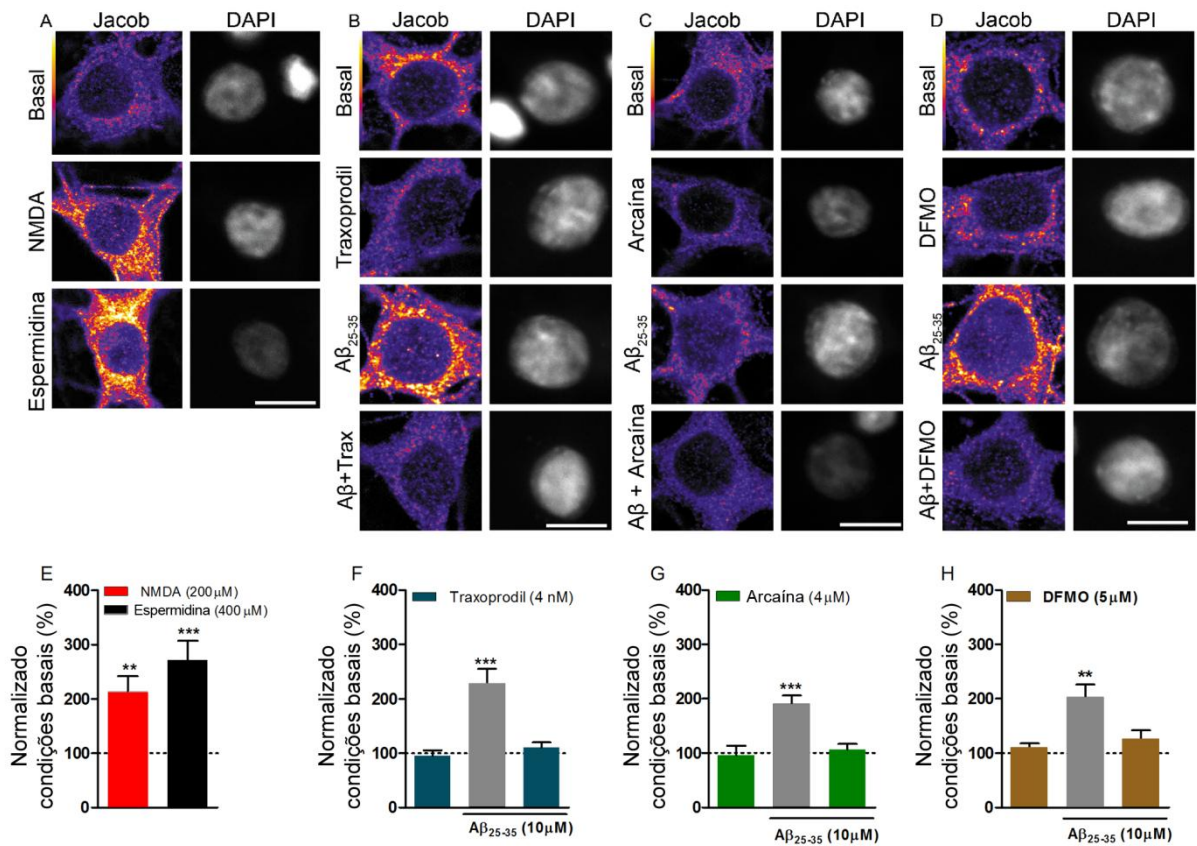 A Jacob DAPI B Jacob DAPI C Jacob DAPI D Jacob DAPI
Basal Basal Basal Basal
NMDA Traxoprodil Arcaína DFMO
Espermidina Aβ25-35 Aβ25-35 Aβ25-35
Aβ+Trax Aβ + Arcaína Aβ+DFMO
E
NMDA (200µM)
Espermidina (400 µM)
Normalizado
condições basais (%)
400
300
200
100
0
**
***
F
Traxoprodil (4 nM)
Normalizado
condições basais (%)
400
300
200
100
0
***
Aβ25-35 (10µM)
G
Arcaína (4µM)
Normalizado
condições basais (%)
400
300
200
100
0
***
Aβ25-35 (10µM)
H
DFMO (5µM)
Normalizado
condições basais (%)
400
300
200
100
0
**
Aβ25-35 (10µM)